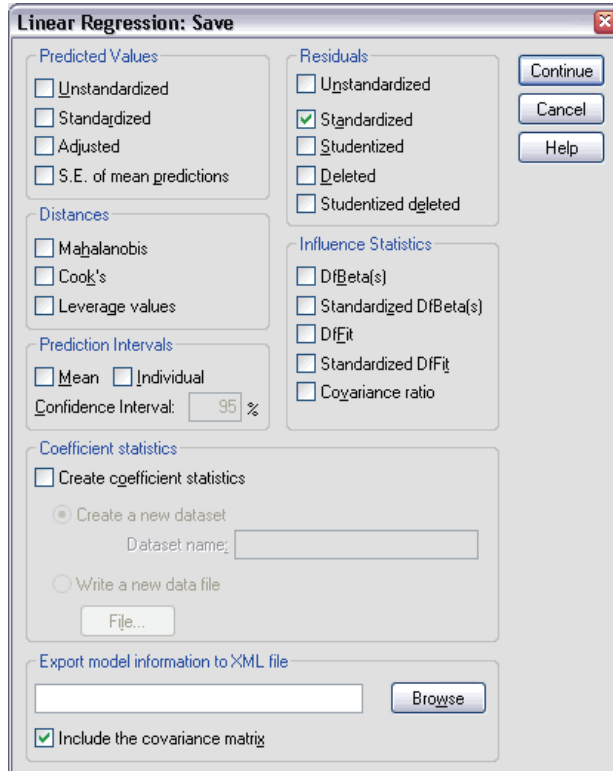 Linear Regression: Save
Predicted Values
Unstandardized
Standardized
Adjusted
S.E. of mean predictions
Distances
Mahalanobis
Cook's
Leverage values
Prediction Intervals
Mean Individual
Confidence Interval: 95 %
Residuals
Unstandardized
Standardized
Studentized
Deleted
Studentized deleted
Influence Statistics
DfBeta(s)
Standardized DfBeta(s)
DfFit
Standardized DfFit
Covariance ratio
Continue
Cancel
Help
Coefficient statistics
Create coefficient statistics
Create a new dataset
Dataset name:
Write a new data file
File...
Export model information to XML file
Browse
Include the covariance matrix